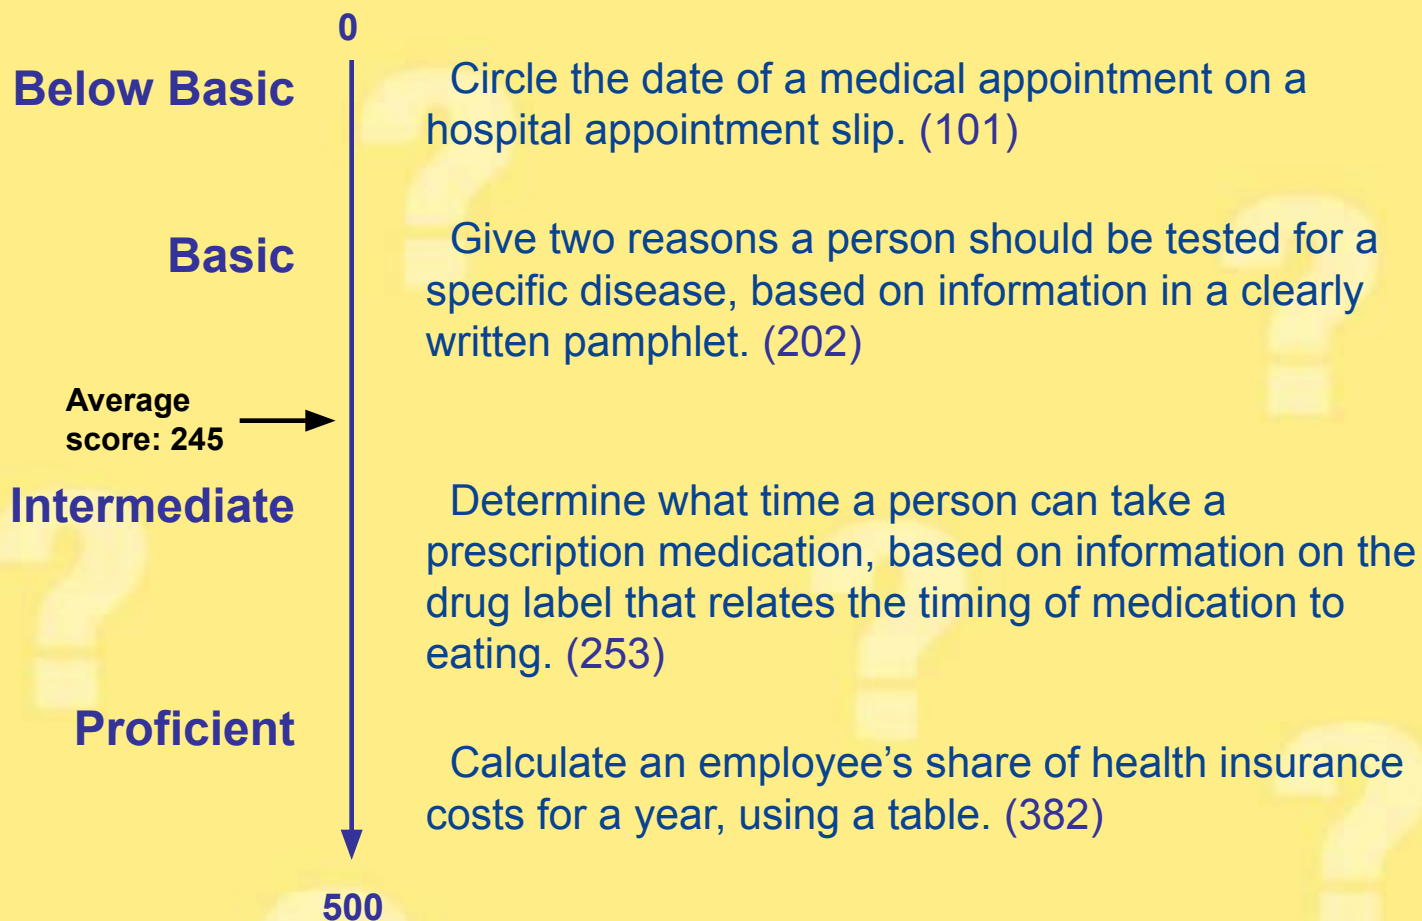 0
Below Basic
Circle the date of a medical appointment on a
hospital appointment slip. (101)
Basic
Give two reasons a person should be tested for a
specific disease, based on information in a clearly
written pamphlet. (202)
Average
score: 245
Intermediate
Determine what time a person can take a
prescription medication, based on information on the
drug label that relates the timing of medication to
eating. (253)
Proficient
Calculate an employee’s share of health insurance
costs for a year, using a table. (382)
500